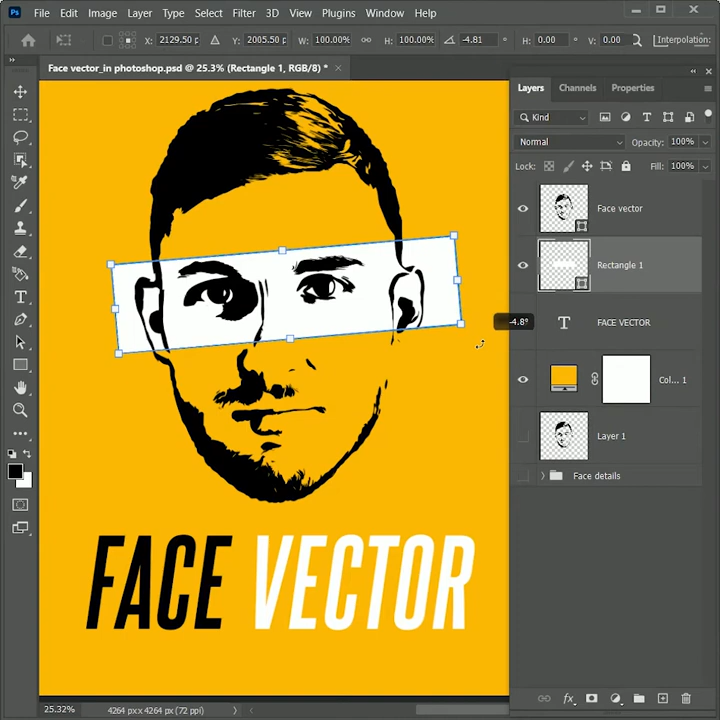 Ps File Edit Image Layer Type Select Filter 3D View Plugins Window Help
X: 2129.50 p Y: 2005.50 p W: 100.00% H: 100.00% -4.81 ° H: 0.00 V: 0.00 Interpolation:
Face vector_in photoshop.psd @ 25.3% (Rectangle 1, RGB/8) * ×
Layers Channels Properties
Kind
Normal Opacity: 100%
Lock: Fill: 100%
Face vector
Rectangle 1
-4.8°
T FACE VECTOR
Col... 1
Layer 1
Face details
FACE VECTOR
25.32% 4264 px x 4264 px (72 ppi)
fx